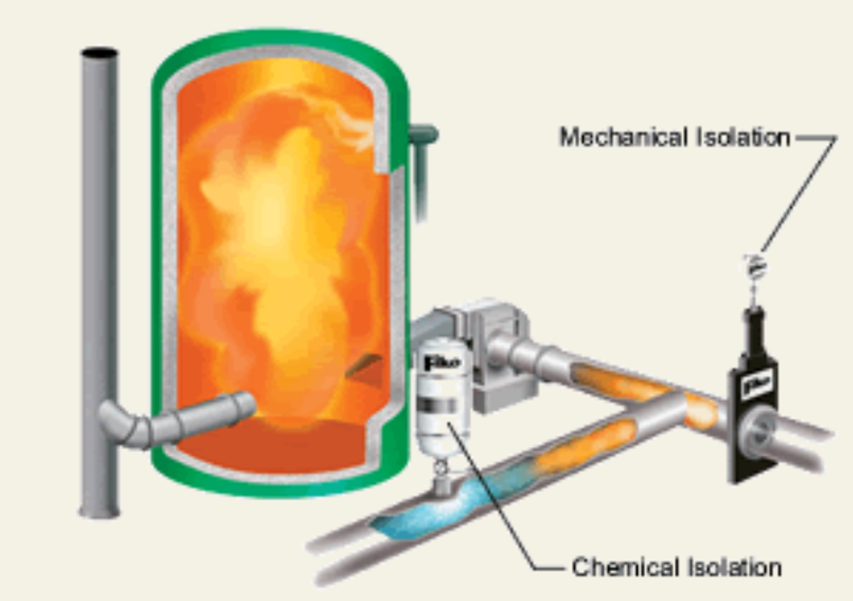 Mechanical Isolation
Fike
Fike
Chemical Isolation